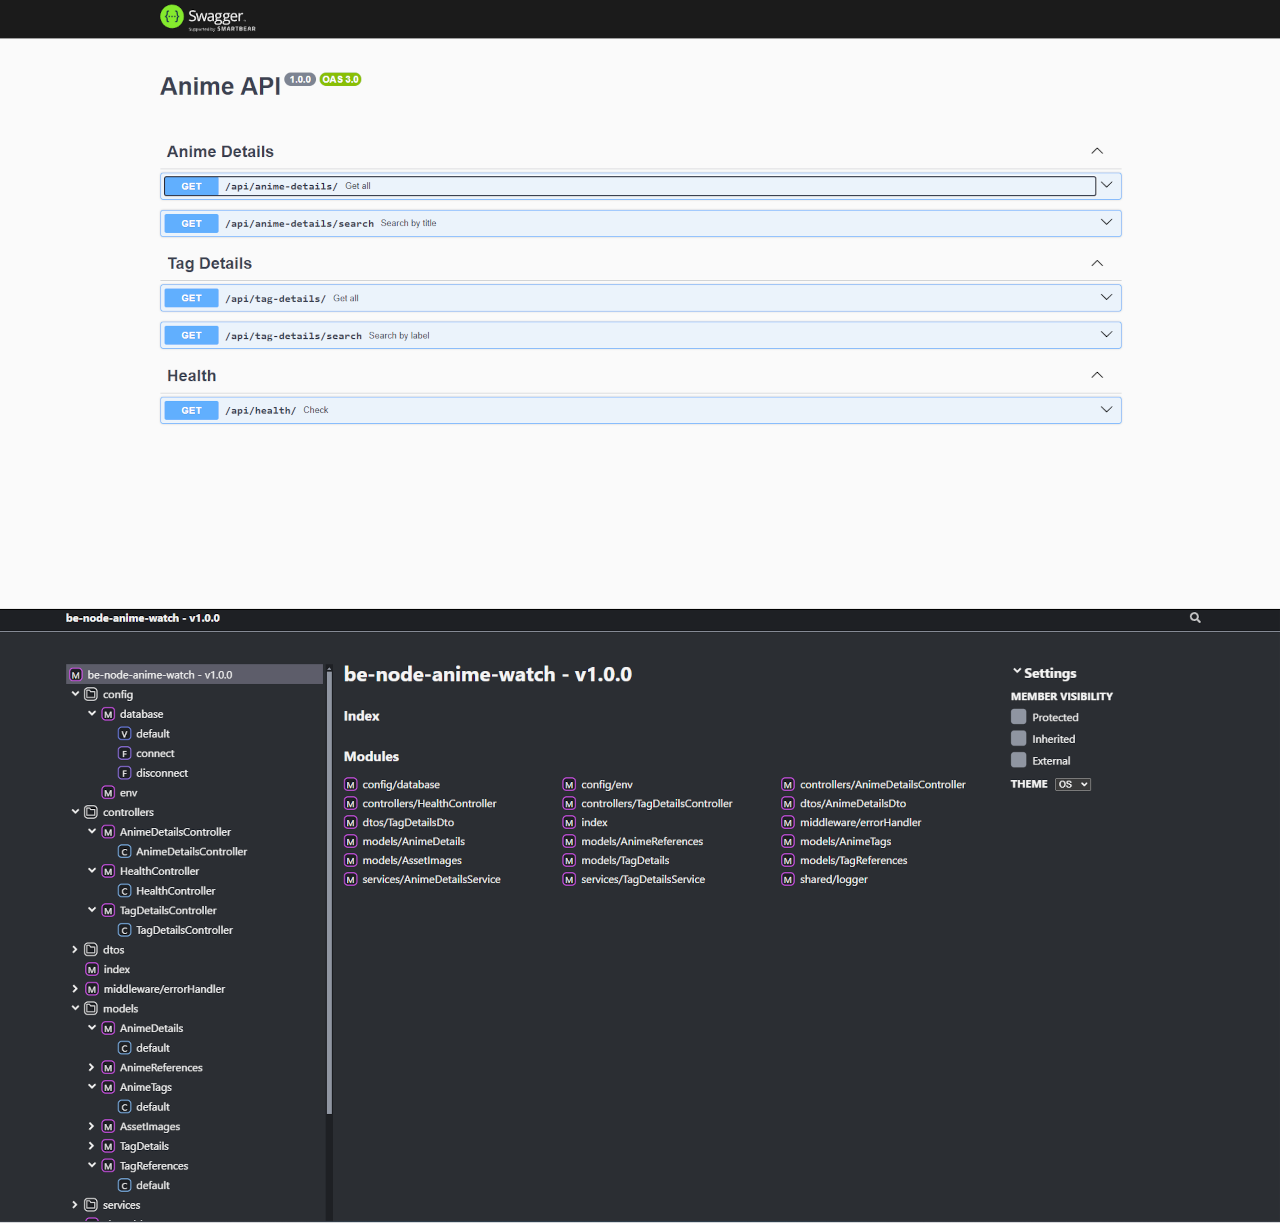 Swagger.
Supported by SMARTBEAR
Anime API 1.0.0 OAS 3.0
Anime Details
GET /api/anime-details/ Get all
GET /api/anime-details/search Search by title
Tag Details
GET /api/tag-details/ Get all
GET /api/tag-details/search Search by label
Health
GET /api/health/ Check
be-node-anime-watch - v1.0.0
M be-node-anime-watch - v1.0.0
config
M database
V default
F connect
F disconnect
M env
controllers
M AnimeDetailsController
C AnimeDetailsController
M HealthController
C HealthController
M TagDetailsController
C TagDetailsController
dtos
M index
M middleware/errorHandler
models
M AnimeDetails
C default
M AnimeReferences
M AnimeTags
C default
M AssetImages
M TagDetails
M TagReferences
C default
services
be-node-anime-watch - v1.0.0
Index
Modules
M config/database M config/env M controllers/AnimeDetailsController
M controllers/HealthController M controllers/TagDetailsController M dtos/AnimeDetailsDto
M dtos/TagDetailsDto M index M middleware/errorHandler
M models/AnimeDetails M models/AnimeReferences M models/AnimeTags
M models/AssetImages M models/TagDetails M models/TagReferences
M services/AnimeDetailsService M services/TagDetailsService M shared/logger
Settings
MEMBER VISIBILITY
Protected
Inherited
External
THEME OS